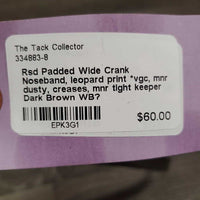 The Tack Collector
334883-8
Rsd Padded Wide Crank
Noseband, leopard print *vgc, mnr
dusty, creases, mnr tight keeper
Dark Brown WB?
$60.00
EPK3G1